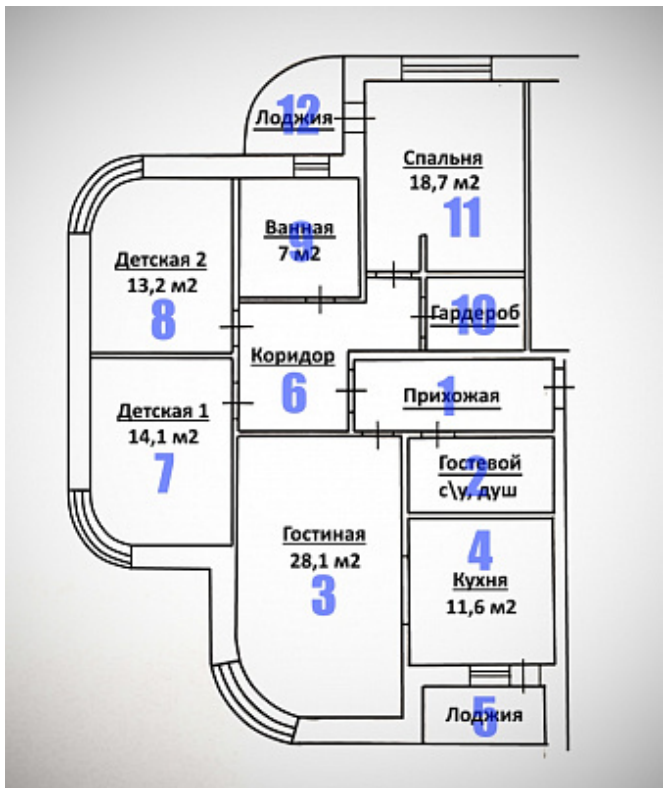 12
Лоджия
Спальня
18,7 м2
11
Ванная
9
7 м2
Детская 2
13,2 м2
8
10
Гардероб
Коридор
6
1
Прихожая
Детская 1
14,1 м2
7
Гостевой
2
с\у, душ
Гостиная
28,1 м2
3
4
Кухня
11,6 м2
5
Лоджия